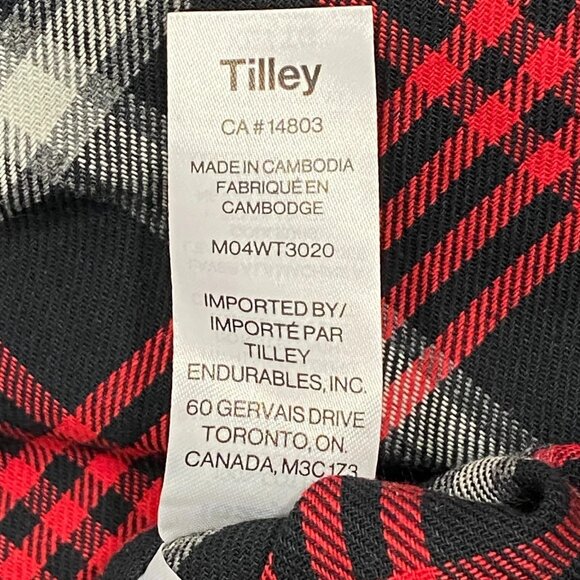 Tilley
CA#14803
MADE IN CAMBODIA
FABRIQUÉ EN
CAMBODGE
M04WT3020
IMPORTED BY/
IMPORTÉ PAR
TILLEY
ENDURABLES, INC.
60 GERVAIS DRIVE
TORONTO, ON.
CANADA, M3C 1Z3